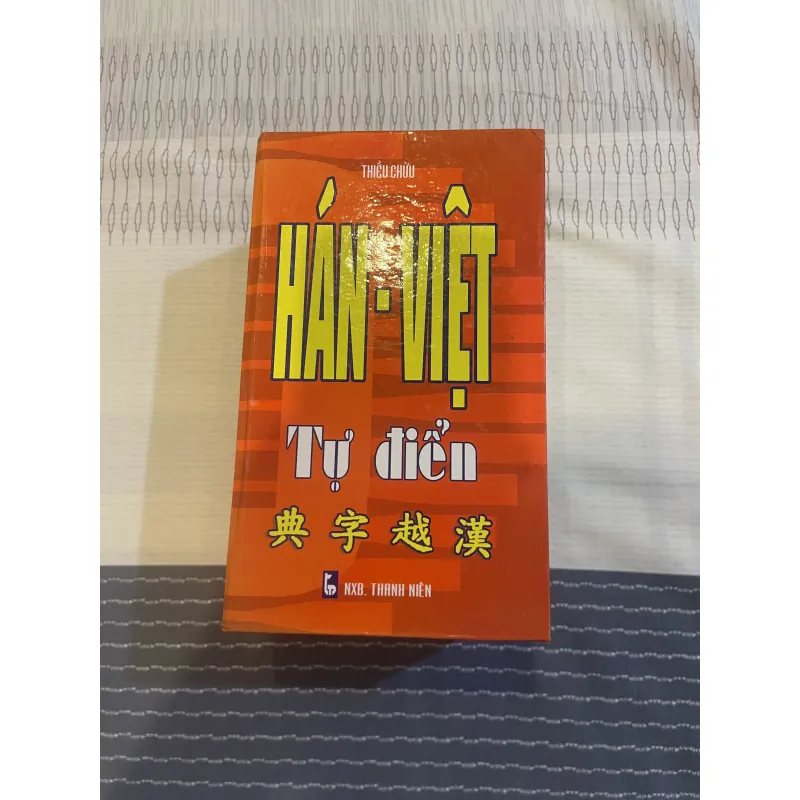 THIỀU CHỬU
HÁN-VIỆT
Tự điển
典字越漢
NXB. THANH NIÊN